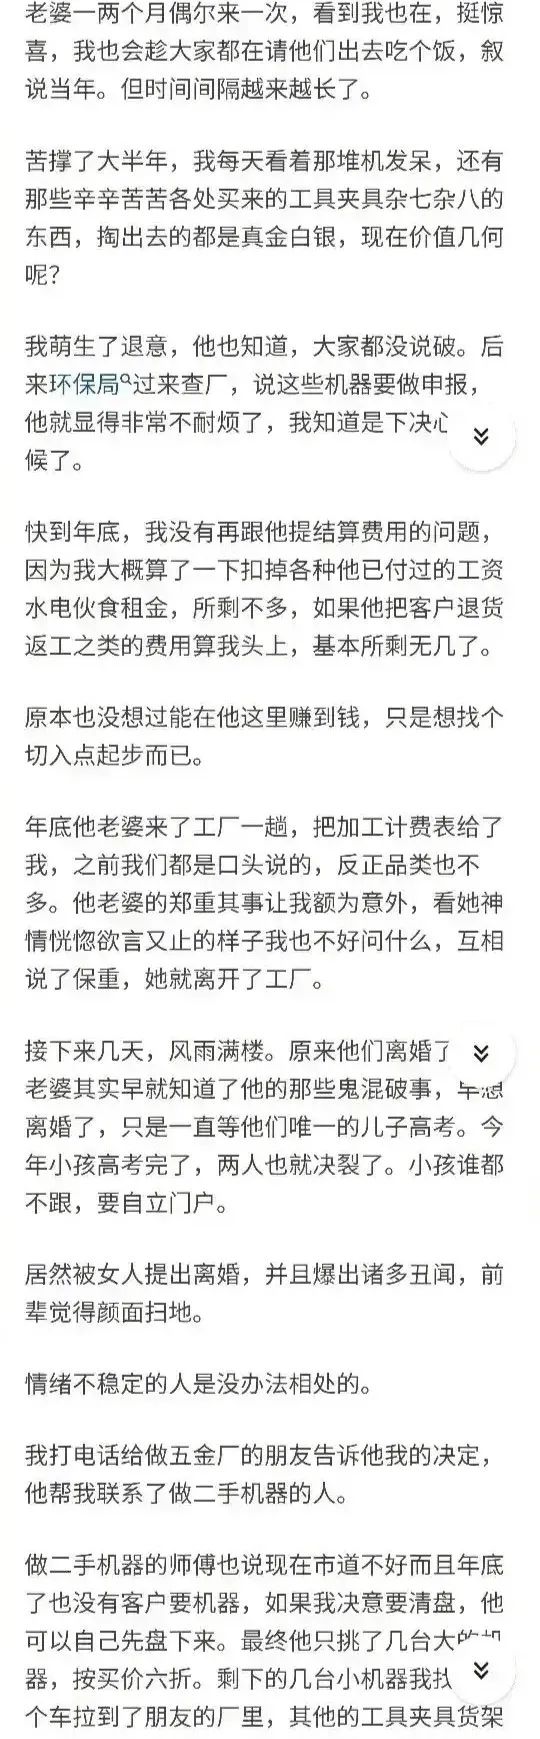 老婆一两个月偶尔来一次，看到我也在，挺惊
喜，我也会趁大家都在请他们出去吃个饭，叙
说当年。但时间间隔越来越长了。
苦撑了大半年，我每天看着那堆机发呆，还有
那些辛辛苦苦各处买来的工具夹具杂七杂八的
东西，掏出去的都是真金白银，现在价值几何
呢？
我萌生了退意，他也知道，大家都没说破。后
来环保局过来查厂，说这些机器要做申报，
他就显得非常不耐烦了，我知道是下决心
候了。
快到年底，我没有再跟他提结算费用的问题，
因为我大概算了一下扣掉各种他已付过的工资
水电伙食租金，所剩不多，如果他把客户退货
返工之类的费用算我头上，基本所剩无几了。
原本也没想过能在他这里赚到钱，只是想找个
切入点起步而已。
年底他老婆来了工厂一趟，把加工计费表给了
我，之前我们都是口头说的，反正品类也不
多。他老婆的郑重其事让我额为意外，看她神
情恍惚欲言又止的样子我也不好问什么，互相
说了保重，她就离开了工厂。
接下来几天，风雨满楼。原来他们离婚了
老婆其实早就知道了他的那些鬼混破事，早想
离婚了，只是一直等他们唯一的儿子高考。今
年小孩高考完了，两人也就决裂了。小孩谁都
不跟，要自立门户。
居然被女人提出离婚，并且爆出诸多丑闻，前
辈觉得颜面扫地。
情绪不稳定的人是没办法相处的。
我打电话给做五金厂的朋友告诉他我的决定，
他帮我联系了做二手机器的人。
做二手机器的师傅也说现在市道不好而且年底
了也没有客户要机器，如果我决意要清盘，他
可以自己先盘下来。最终他只挑了几台大的机
器，按买价六折。剩下的几台小机器我找
个车拉到了朋友的厂里，其他的工具夹具货架